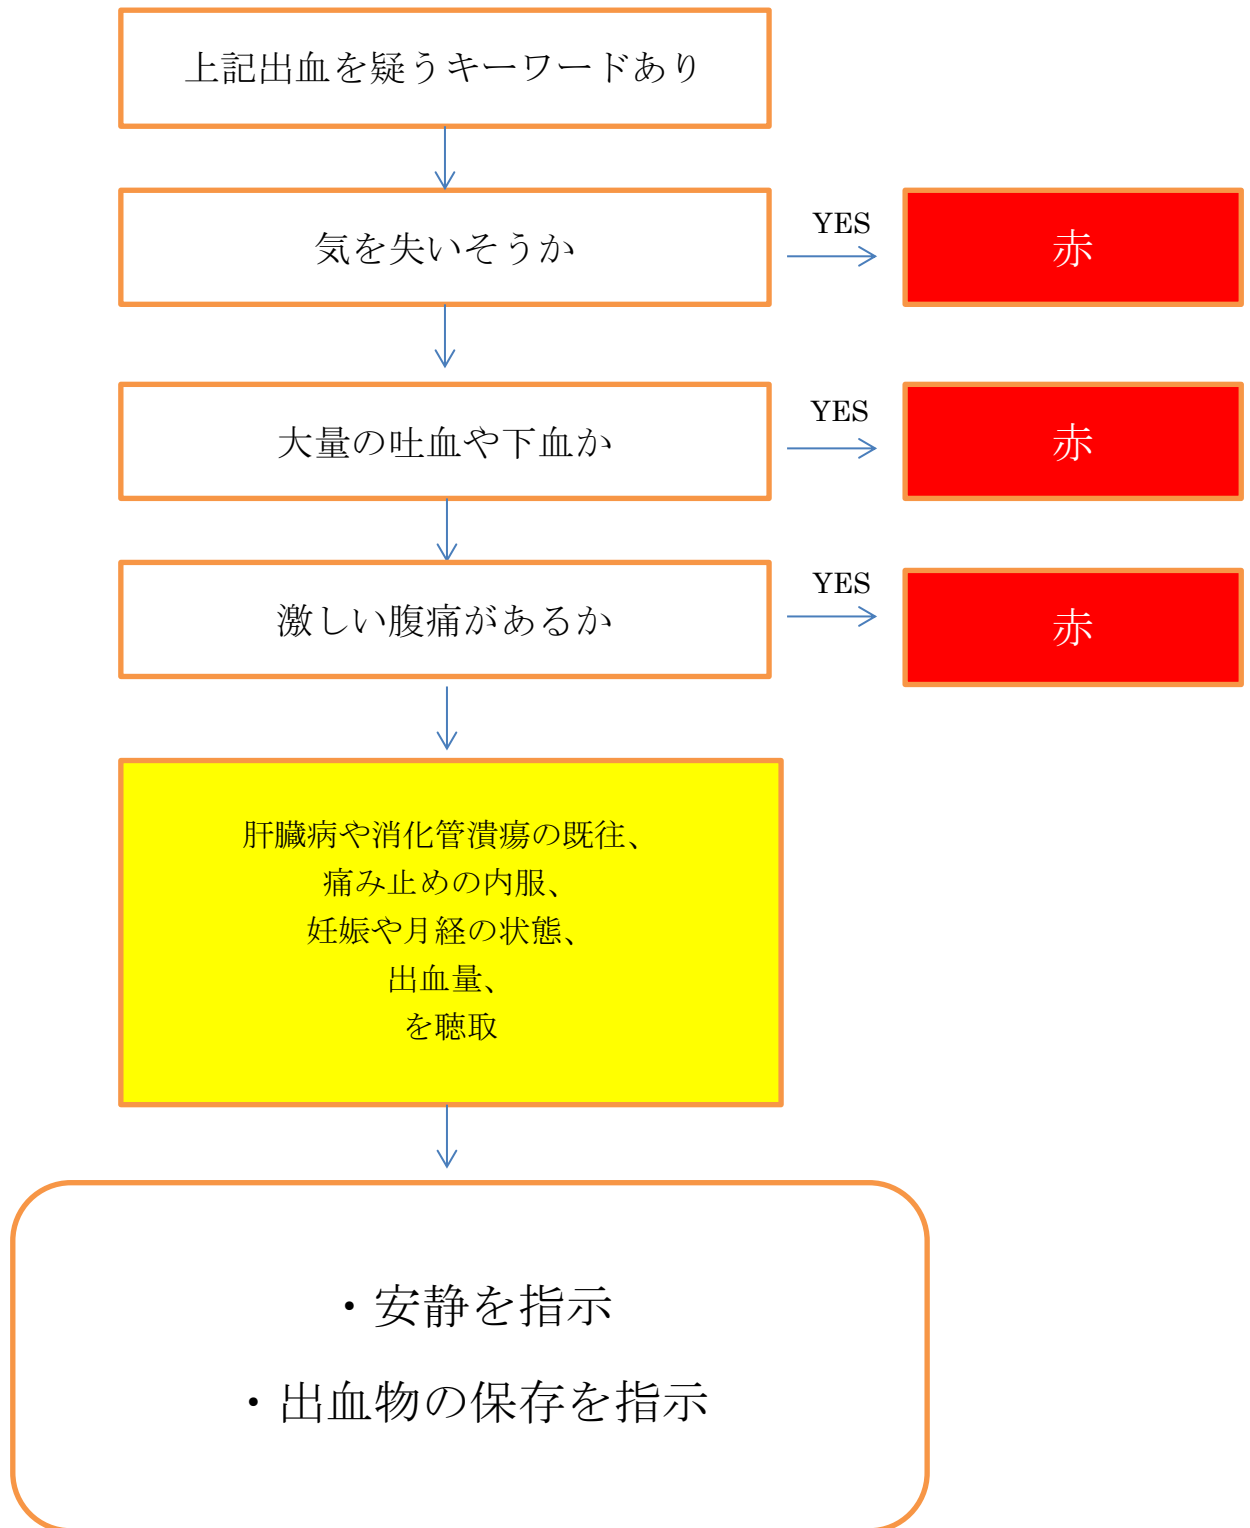 上記出血を疑うキーワードあり
気を失いそうか
YES
赤
大量の吐血や下血か
YES
赤
激しい腹痛があるか
YES
赤
肝臓病や消化管潰瘍の既往、
痛み止めの内服、
妊娠や月経の状態、
出血量、
を聴取
・安静を指示
・出血物の保存を指示